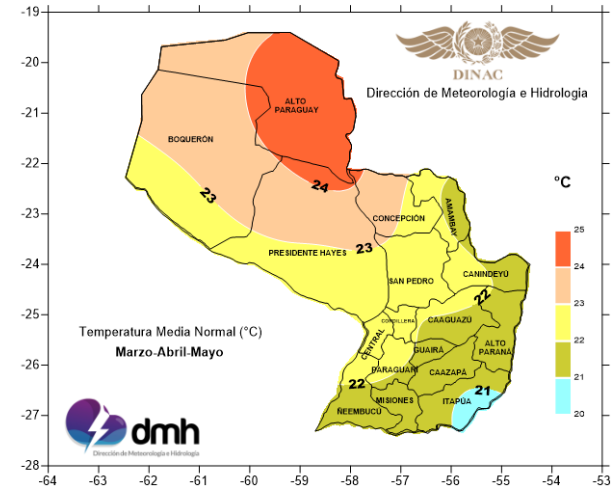 -19
-20
-21
-22
-23
-24
-25
-26
-27
-28
-64
-63
-62
-61
-60
-59
-58
-57
-56
-55
-54
-53
DINAC
Dirección de Meteorología e Hidrologia
ALTO
PARAGUAY
BOQUERÓN
24
23
CONCEPCIÓN
AMAMBAY
23
PRESIDENTE HAYES
SAN PEDRO
CANINDEYÚ
22
CORDILLERA
CAAGUAZÚ
CENTRAL
GUAIRÁ
ALTO
PARANÁ
PARAGUARI
CAAZAPÁ
22
MISIONES
ITAPÚA
21
ÑEEMBUCÚ
°C
25
24
23
22
21
20
Temperatura Media Normal (°C)
Marzo-Abril-Mayo
dmh
Dirección de Meteorología e Hidrología